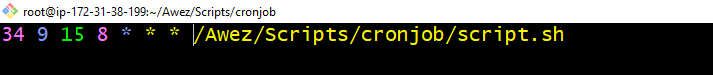 root@ip-172-31-38-199:~/Awez/Scripts/cronjob
34 9 15 8 * * * /Awez/Scripts/cronjob/script.sh